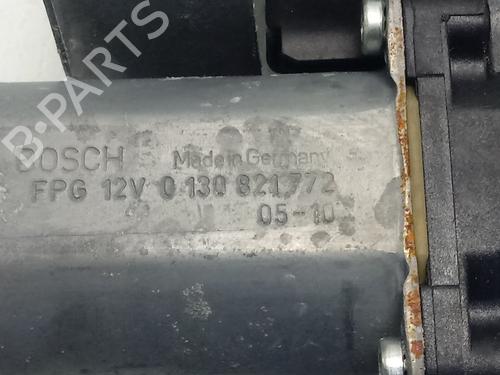 B-PARTS
BOSCH Made in Germany
FPG 12V 0 130 821 772
05-10